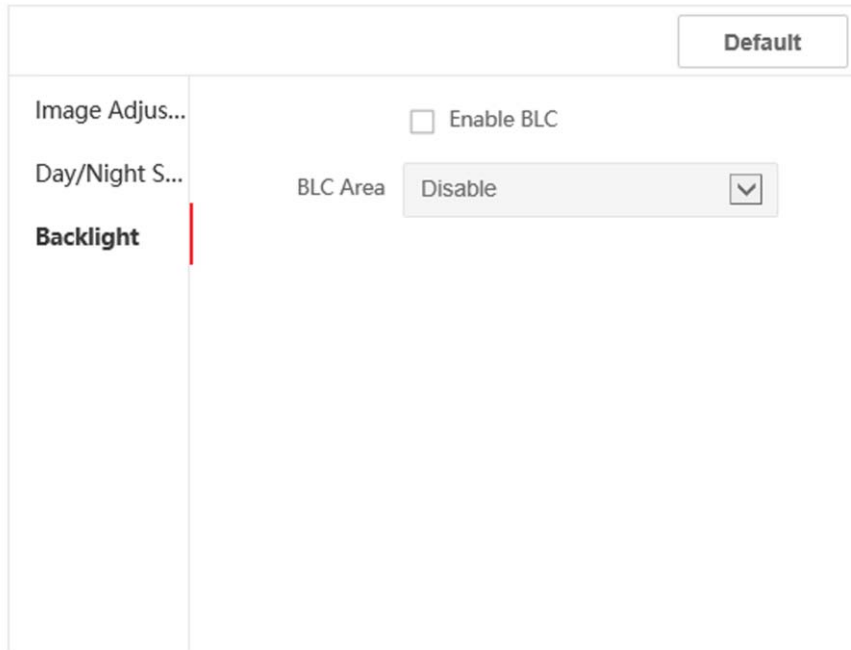 Default
Image Adjus...
Day/Night S...
Backlight
Enable BLC
BLC Area
Disable